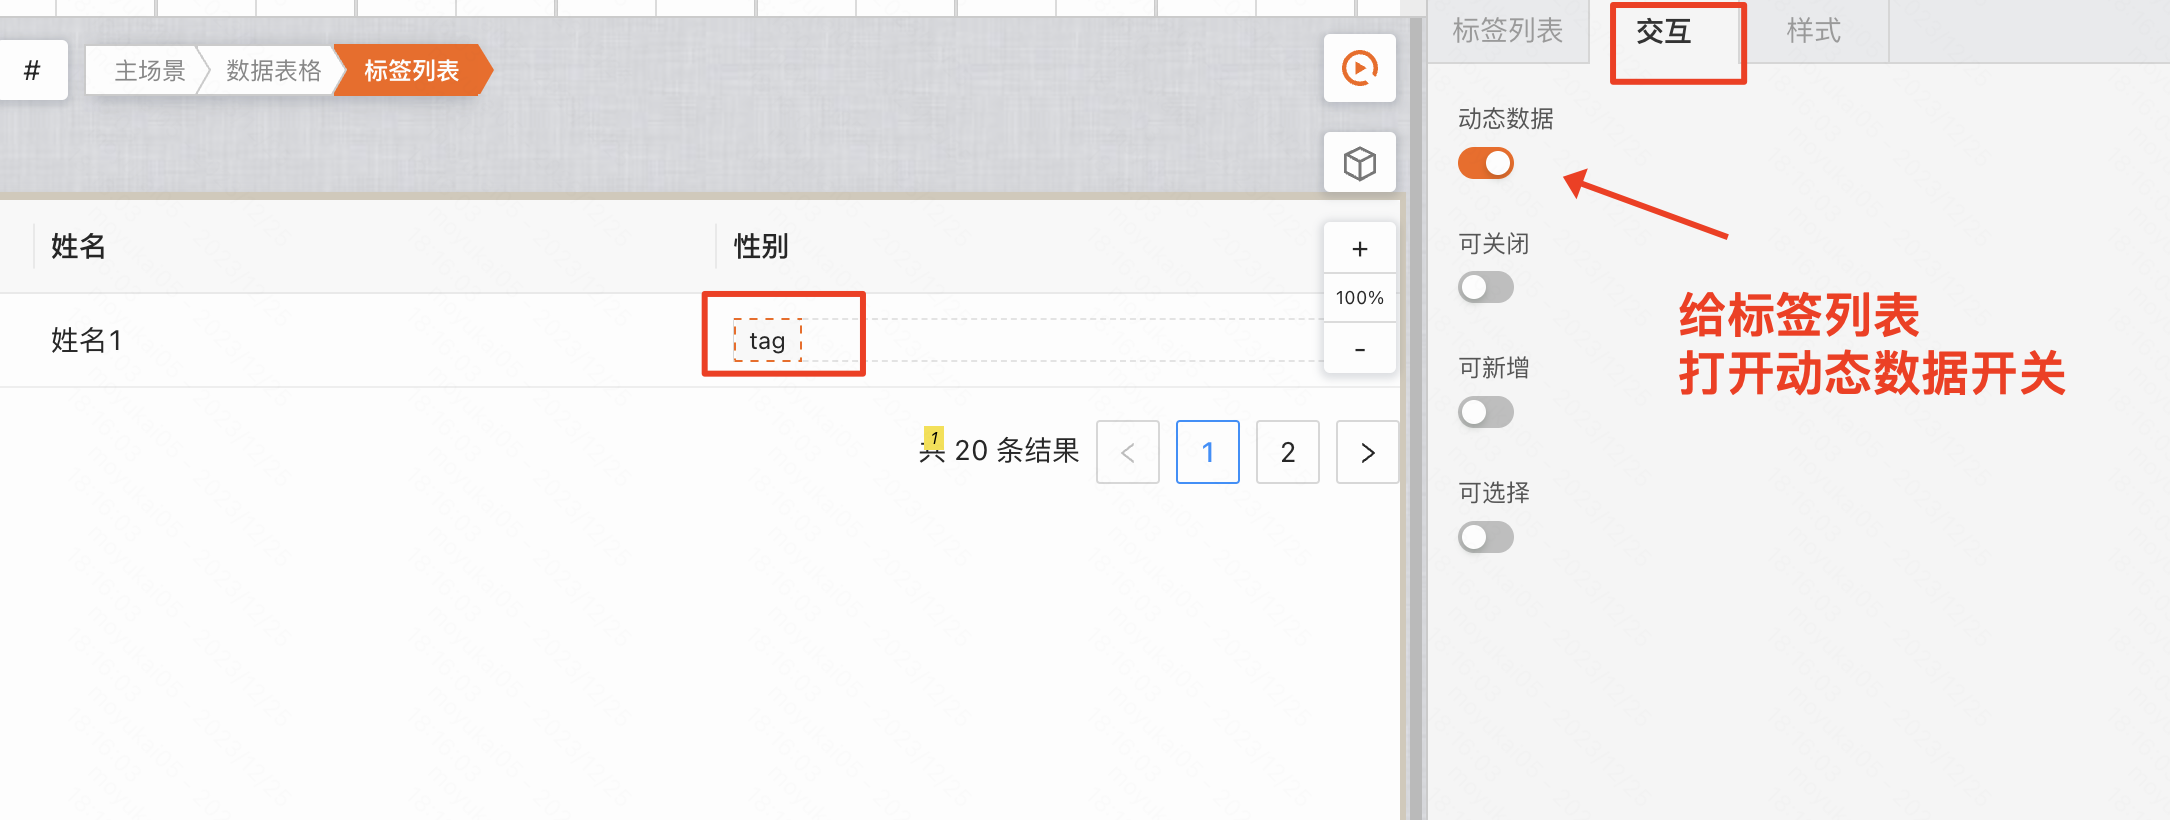 标签列表
交互
样式
#
主场景
数据表格
标签列表
动态数据
可关闭
可新增
可选择
给标签列表
打开动态数据开关
+
100%
-
姓名
性别
姓名1
tag
1
共 20 条结果
<
1
2
>